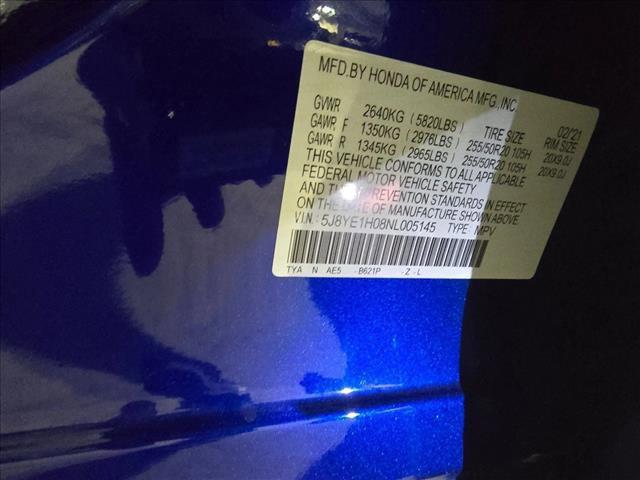 MFD.BY HONDA OF AMERICA MFG.,INC.
02/21
GVWR 2640KG (5820LBS) TIRE SIZE RIM SIZE
GAWR F 1350KG (2976LBS) 255/50R20 105H 20X9.0J
GAWR R 1345KG (2965LBS) 255/50R20 105H 20X9.0J
THIS VEHICLE CONFORMS TO ALL APPLICABLE
FEDERAL MOTOR VEHICLE SAFETY
AND THEFT PREVENTION STANDARDS IN EFFECT
ON THE DATE OF MANUFACTURE SHOWN ABOVE.
VIN: 5J8YE1H08NL005145 TYPE: MPV
TYA N AE5 -B621P -Z-L